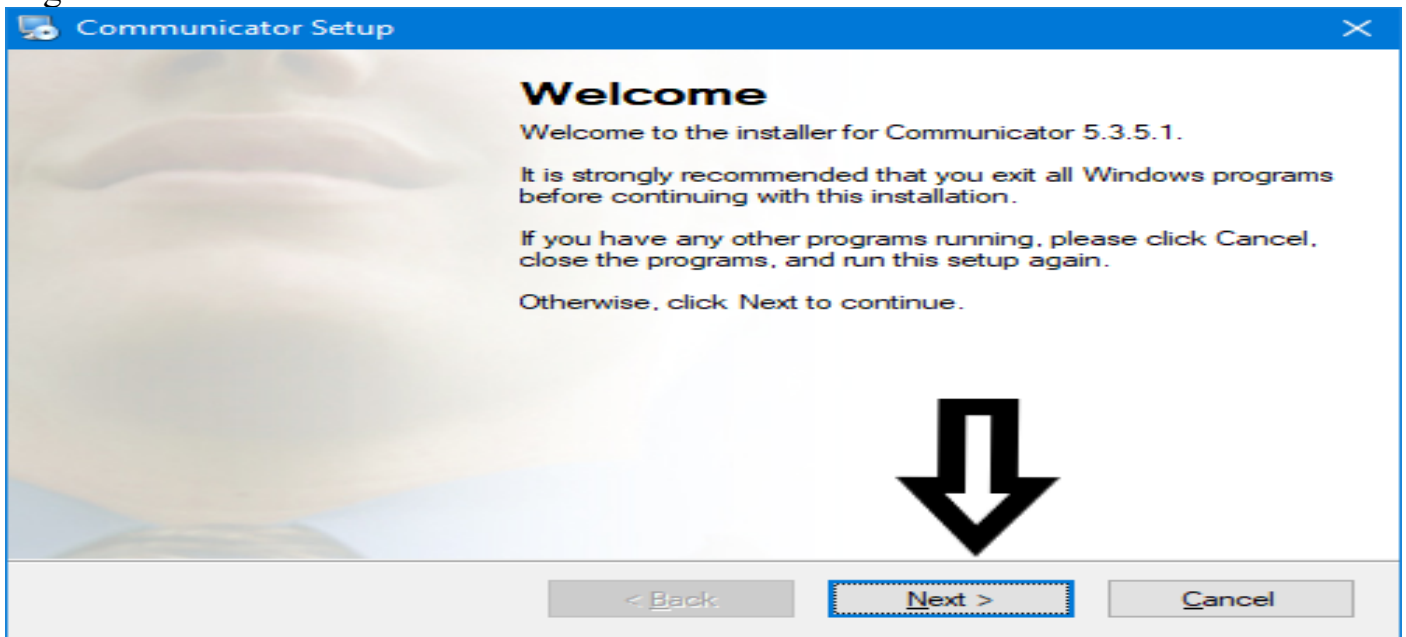 Communicator Setup
Welcome
Welcome to the installer for Communicator 5.3.5.1.
It is strongly recommended that you exit all Windows programs
before continuing with this installation.
If you have any other programs running, please click Cancel,
close the programs, and run this setup again.
Otherwise, click Next to continue.
< Back
Next >
Cancel